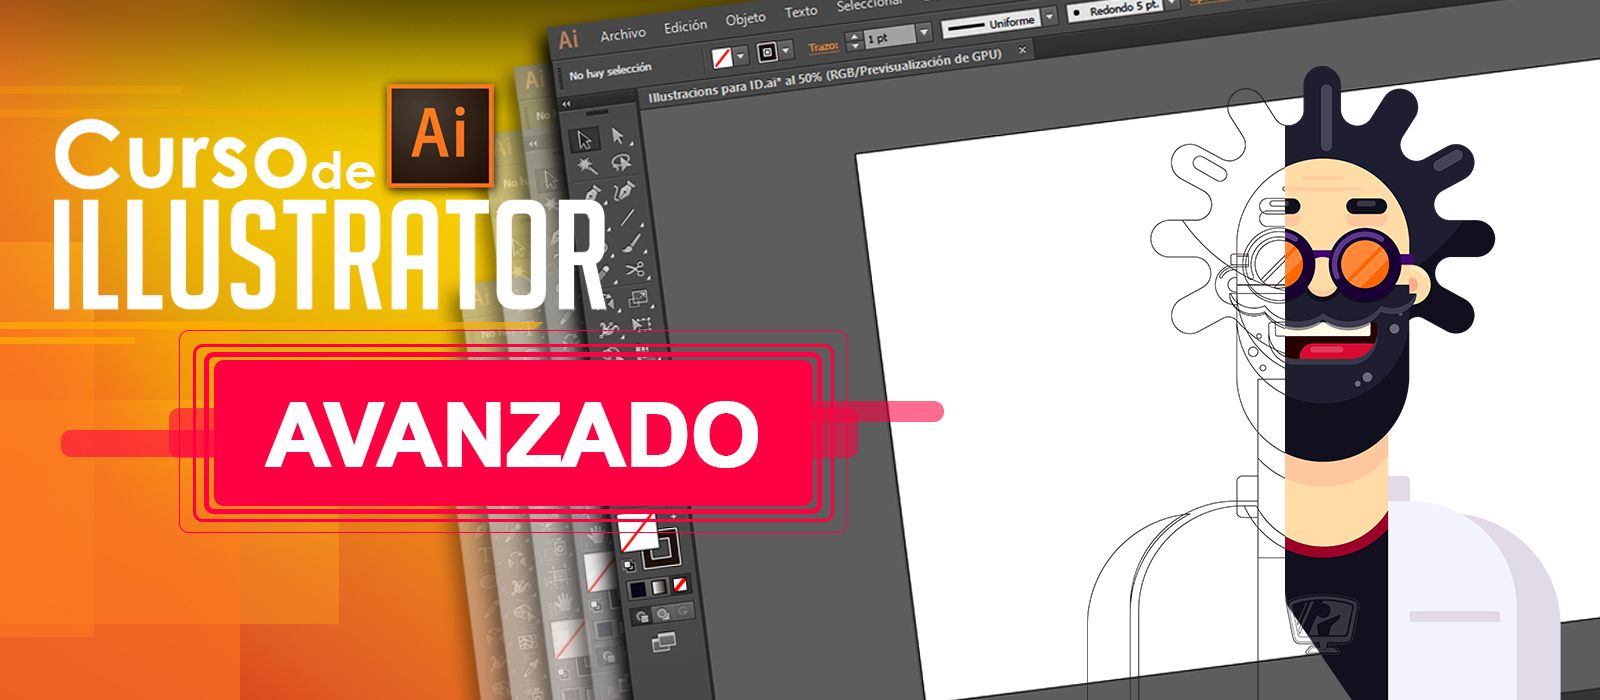 Curso de Ai
ILLUSTRATOR
AVANZADO
Ai Archivo Edición Objeto Texto
No hay selección Trazo: 1 pt Uniforme Redondo 5 pt.
Illustracions para ID.ai* al 50% (RGB/Previsualización de GPU) ×